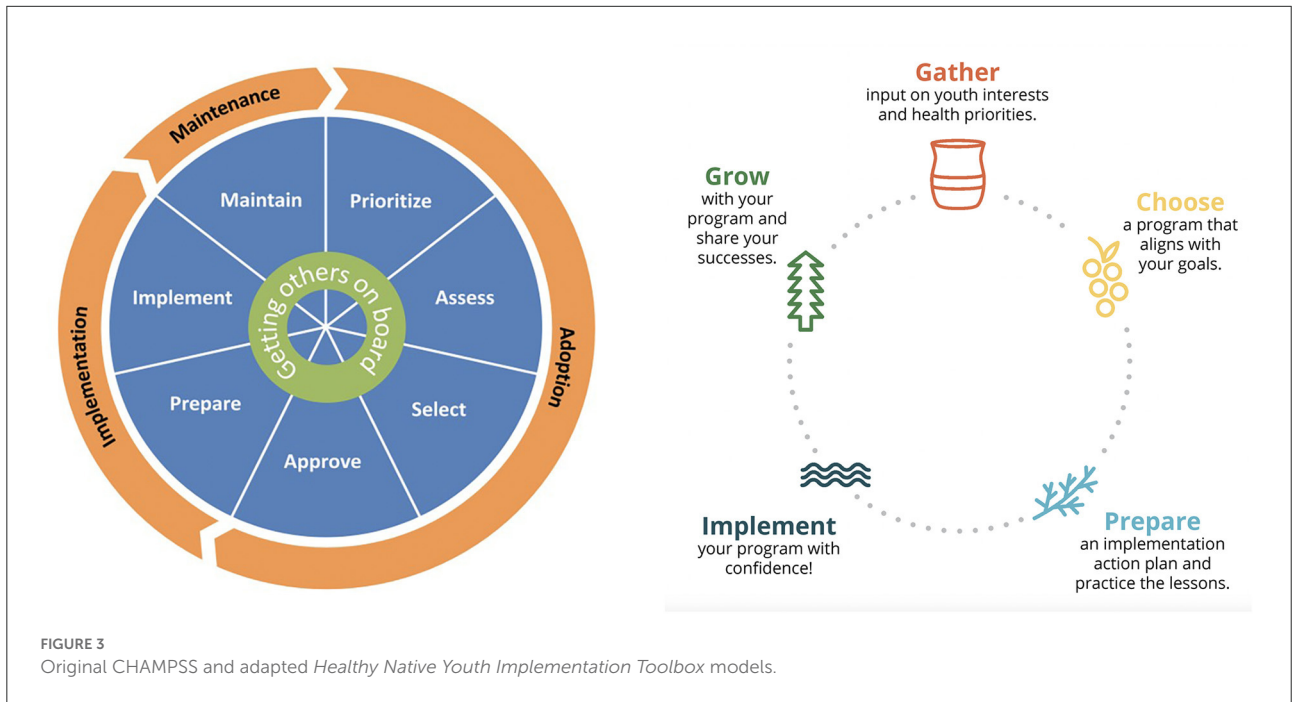 Maintenance
Adoption
Implementation
Maintain
Prioritize
Assess
Select
Approve
Prepare
Implement
Getting others on board
Gather
input on youth interests
and health priorities.
Choose
a program that
aligns with
your goals.
Prepare
an implementation
action plan and
practice the lessons.
Implement
your program with
confidence!
Grow
with your
program and
share your
successes.
FIGURE 3
Original CHAMPSS and adapted Healthy Native Youth Implementation Toolbox models.